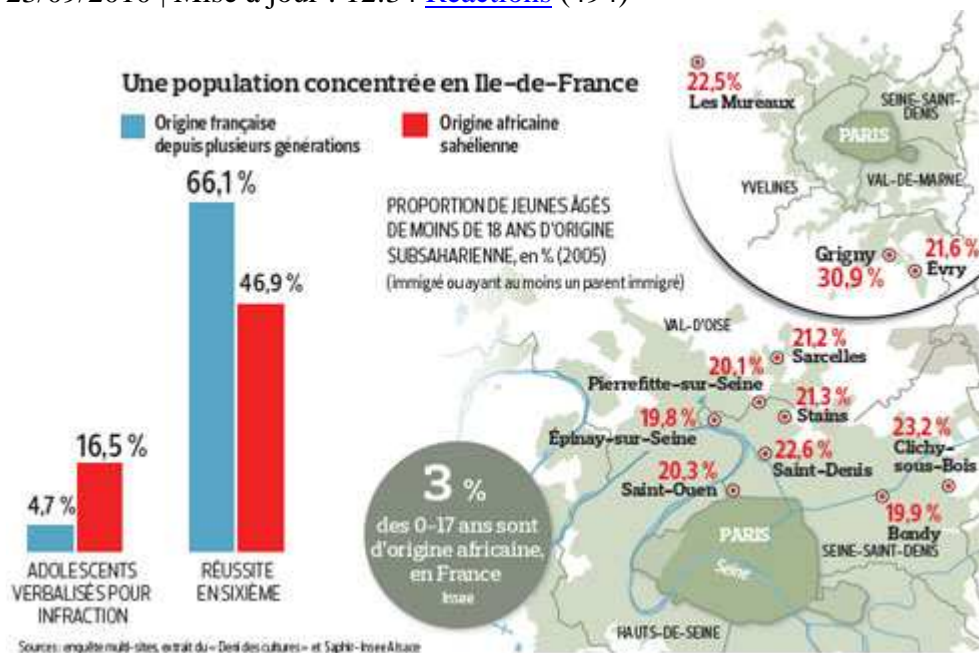 Réactions
Une population concentrée en Ile-de-France
Origine française
depuis plusieurs générations
Origine africaine
sahélienne
66,1 %
46,9 %
16,5 %
4,7 %
ADOLESCENTS
VERBALISÉS POUR
INFRACTION
RÉUSSITE
EN SIXIÈME
PROPORTION DE JEUNES ÂGÉS
DE MOINS DE 18 ANS D'ORIGINE
SUBSAHARIENNE, en % (2005)
(immigré ou ayant au moins un parent immigré)
3 %
des 0-17 ans sont
d'origine africaine,
en France
Insee
22,5%
Les Mureaux
SEINE-SAINT-
DENIS
PARIS
YVELINES
VAL-DE-MARNE
Grigny
30,9 %
21,6 %
Evry
VAL-D'OISE
21,2 %
Sarcelles
20,1 %
Pierrefitte-sur-Seine
21,3 %
Stains
19,8 %
Épinay-sur-Seine
23,2 %
Clichy-
sous-Bois
22,6 %
Saint-Denis
20,3 %
Saint-Ouen
19,9 %
Bondy
PARIS
Seine
SEINE-SAINT-DENIS
HAUTS-DE-SEINE
Sources : enquête multi-sites, extrait du « Deni des cultures » et Saphir-Insee Alsace